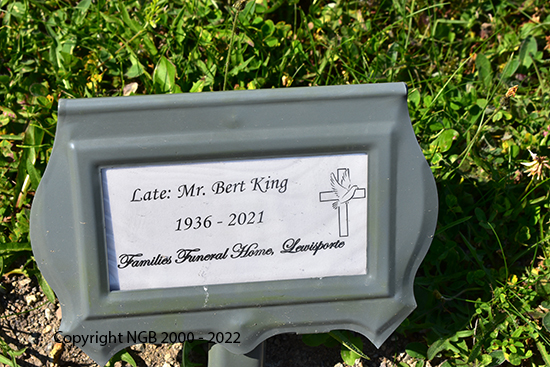 Late: Mr. Bert King
1936 - 2021
Families Funeral Home, Lewisporte
Copyright NGB 2000 - 2022